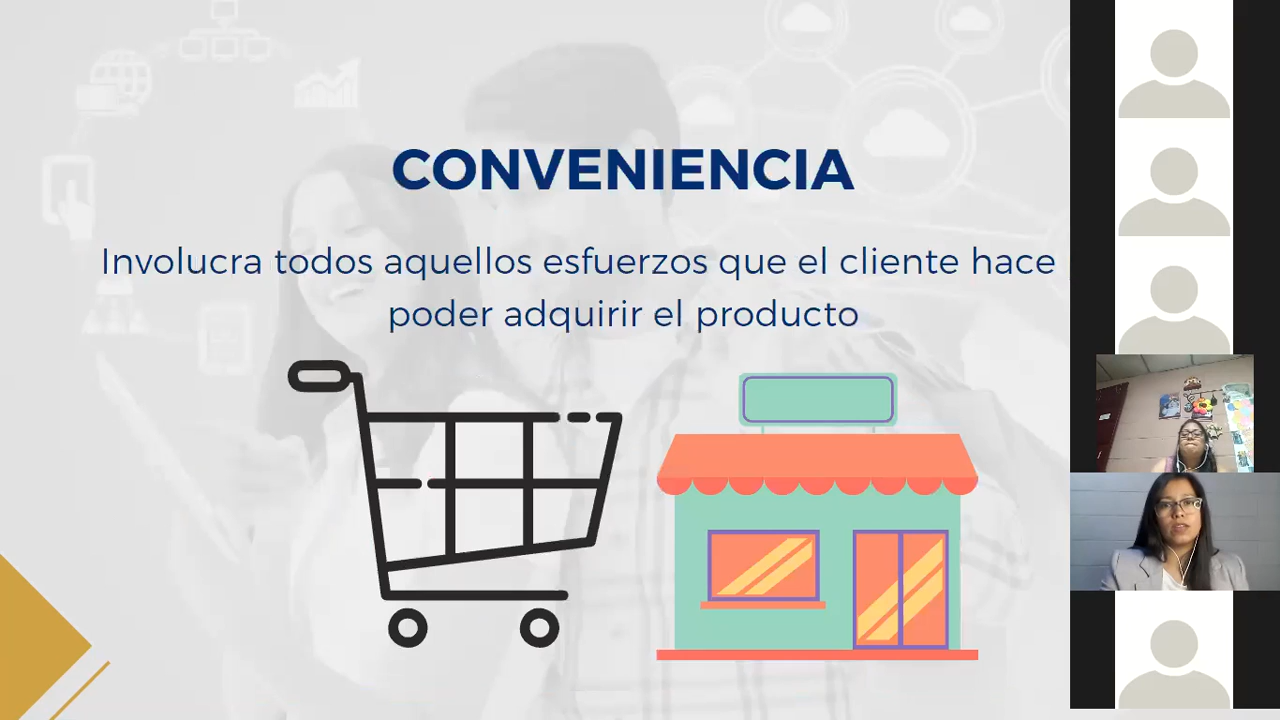 CONVENIENCIA
Involucra todos aquellos esfuerzos que el cliente hace
poder adquirir el producto